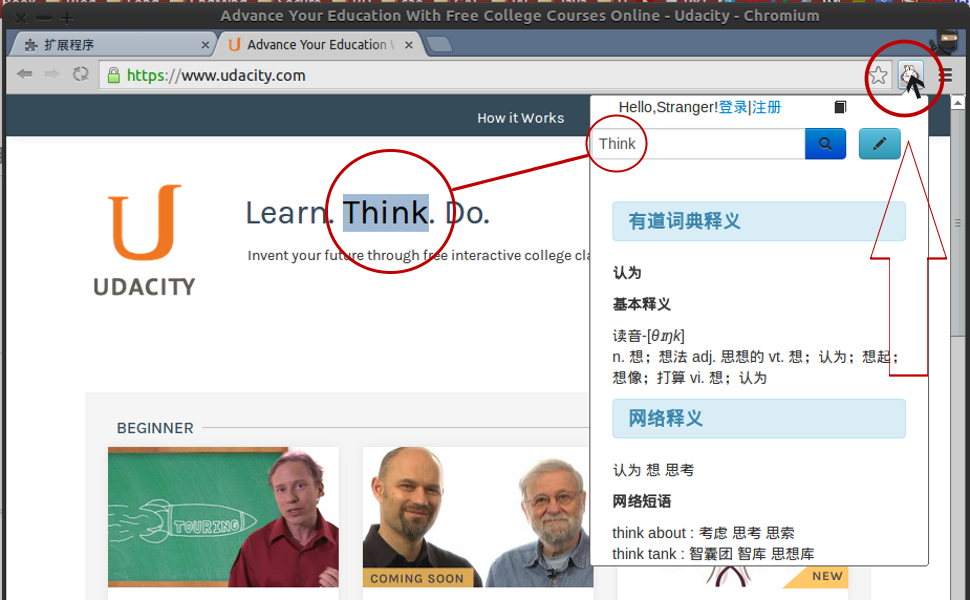 Advance Your Education With Free College Courses Online - Udacity - Chromium
扩展程序
Advance Your Education
https://www.udacity.com
How it Works
Hello,Stranger!登录|注册
Think
Learn. Think. Do.
Invent your future through free interactive college cla
UDACITY
有道词典释义
认为
基本释义
读音-[θɪŋk]
n. 想；想法 adj. 思想的 vt. 想；认为；想起；
想像；打算 vi. 想；认为
网络释义
认为 想 思考
网络短语
think about : 考虑 思考 思索
think tank : 智囊团 智库 思想库
BEGINNER
TOURING
COMING SOON
NEW